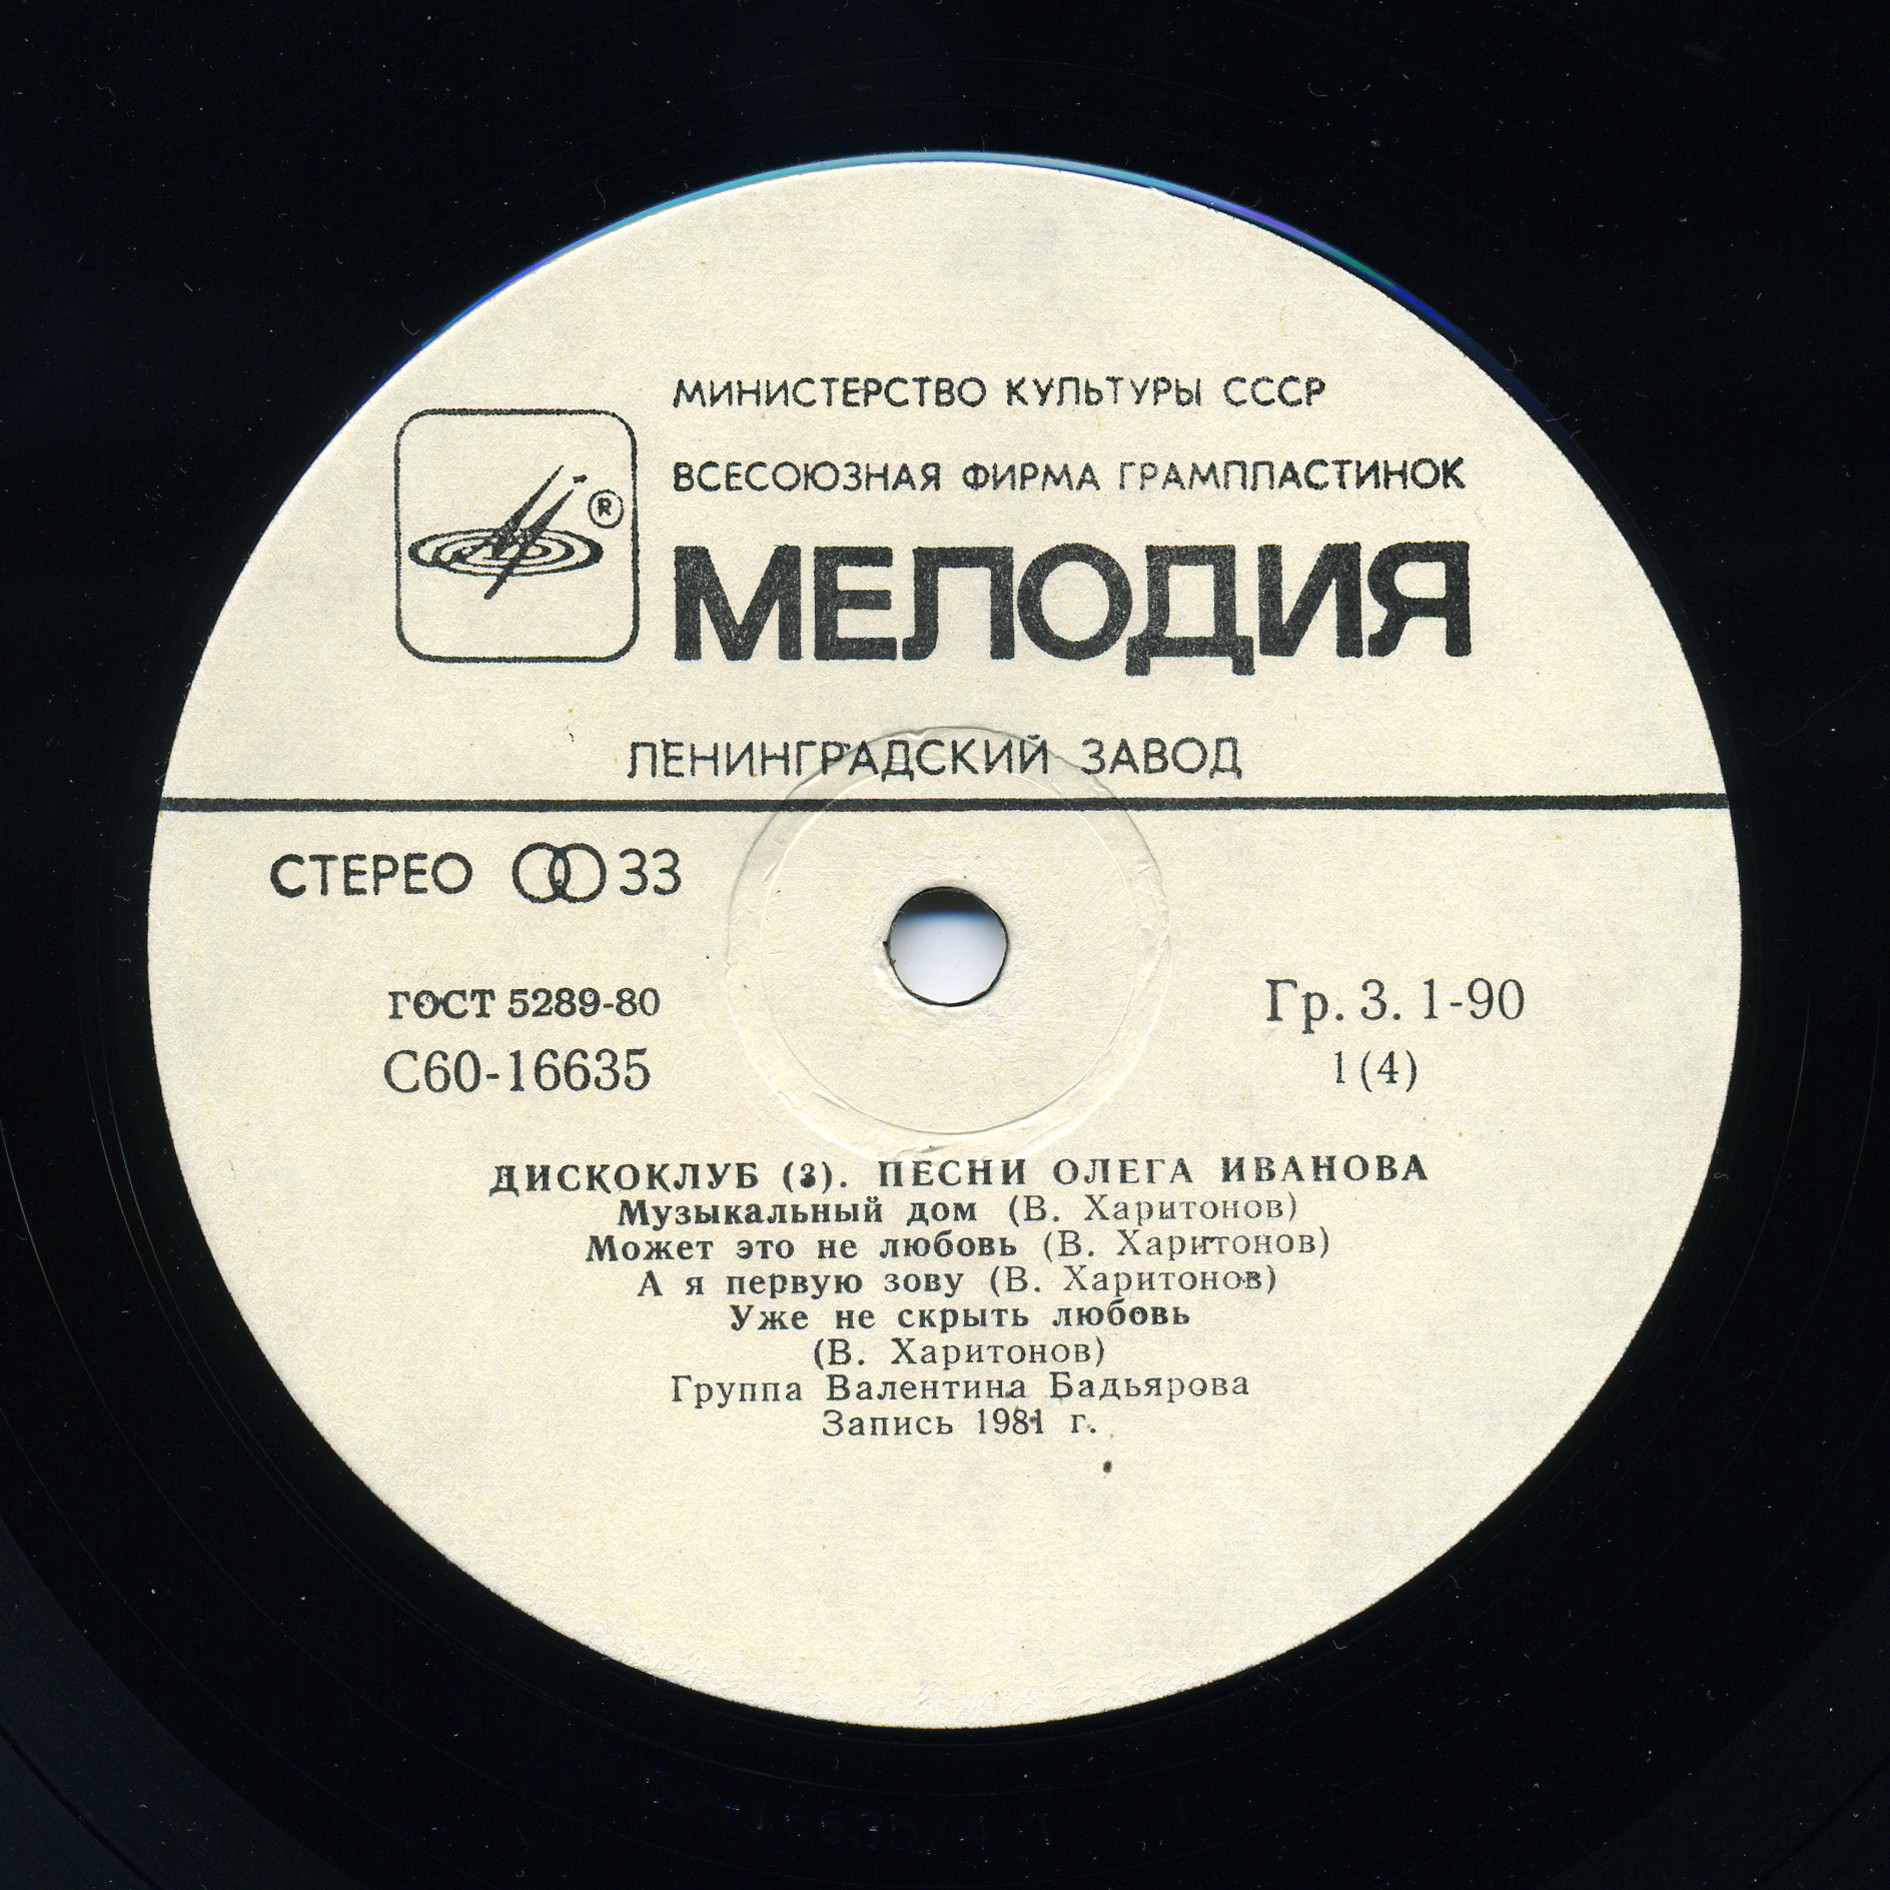 МИНИСТЕРСТВО КУЛЬТУРЫ СССР
ВСЕСОЮЗНАЯ ФИРМА ГРАМПЛАСТИНОК
®
МЕЛОДИЯ
ЛЕНИНГРАДСКИЙ ЗАВОД
СТЕРЕО 33
ГОСТ 5289-80
Гр. 3. 1-90
С60-16635
1(4)
ДИСКОКЛУБ (3). ПЕСНИ ОЛЕГА ИВАНОВА
Музыкальный дом (В. Харитонов)
Может это не любовь (В. Харитонов)
А я первую зову (В. Харитонов)
Уже не скрыть любовь
(В. Харитонов)
Группа Валентина Бадьярова
Запись 1981 г.